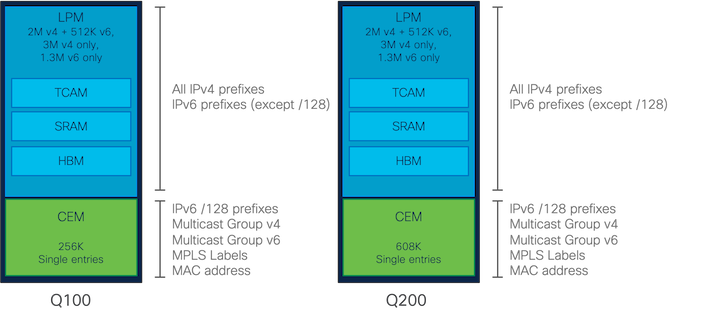 LPM
2M v4 + 512K v6,
3M v4 only,
1.3M v6 only
TCAM
SRAM
HBM
All IPv4 prefixes
IPv6 prefixes (except /128)
CEM
256K
Single entries
IPv6 /128 prefixes
Multicast Group v4
Multicast Group v6
MPLS Labels
MAC address
Q100
LPM
2M v4 + 512K v6,
3M v4 only,
1.3M v6 only
TCAM
SRAM
HBM
All IPv4 prefixes
IPv6 prefixes (except /128)
CEM
608K
Single entries
IPv6 /128 prefixes
Multicast Group v4
Multicast Group v6
MPLS Labels
MAC address
Q200